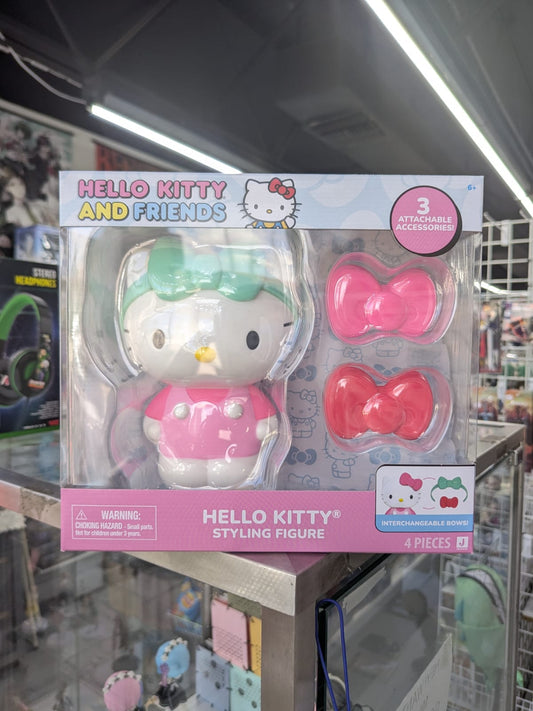 HELLO KITTY
AND FRIENDS
6+
3
ATTACHABLE
ACCESSORIES!
STEREO
HEADPHONES
WARNING:
CHOKING HAZARD - Small parts.
Not for children under 3 years.
HELLO KITTY®
STYLING FIGURE
INTERCHANGEABLE BOWS!
4 PIECES